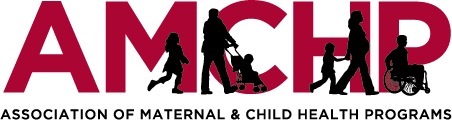 AMCHP
ASSOCIATION OF MATERNAL & CHILD HEALTH PROGRAMS